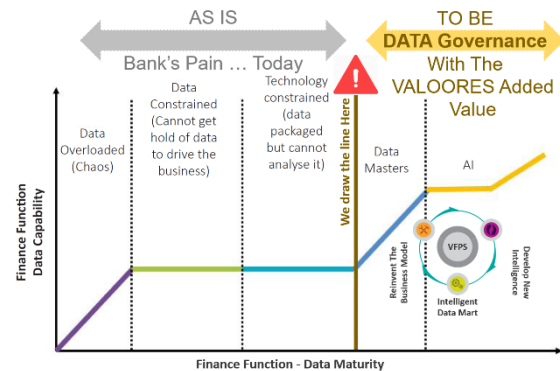 AS IS
TO BE
DATA Governance
With The
VALOORES Added
Value
Bank's Pain ... Today
Data
Overloaded
(Chaos)
Data
Constrained
(Cannot get
hold of data
to drive the
business)
Technology
constrained
(data
packaged
but cannot
analyse it)
!
We draw the line Here
Data
Masters
AI
VFPS
Reinvent The
Business Model
Intelligent
Data Mart
Develop New
Intelligence
Finance Function
Data Capability
Finance Function - Data Maturity